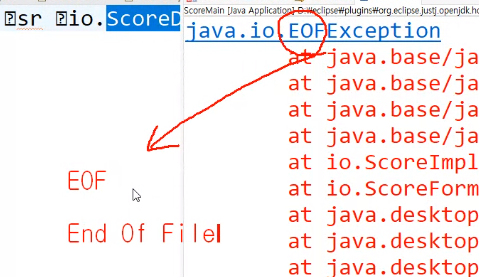 sr io.ScoreD
ScoreMain [Java Application] D:\eclipse\plugins\org.eclipse.justj.openjdk.ho
java.io.EOFException
at java.base/ja
at java.base/ja
at java.base/ja
at java.base/ja
at io.ScoreImpl
at io.ScoreForm
at java.desktop
at java.desktop
at java.desktop
EOF
End Of File